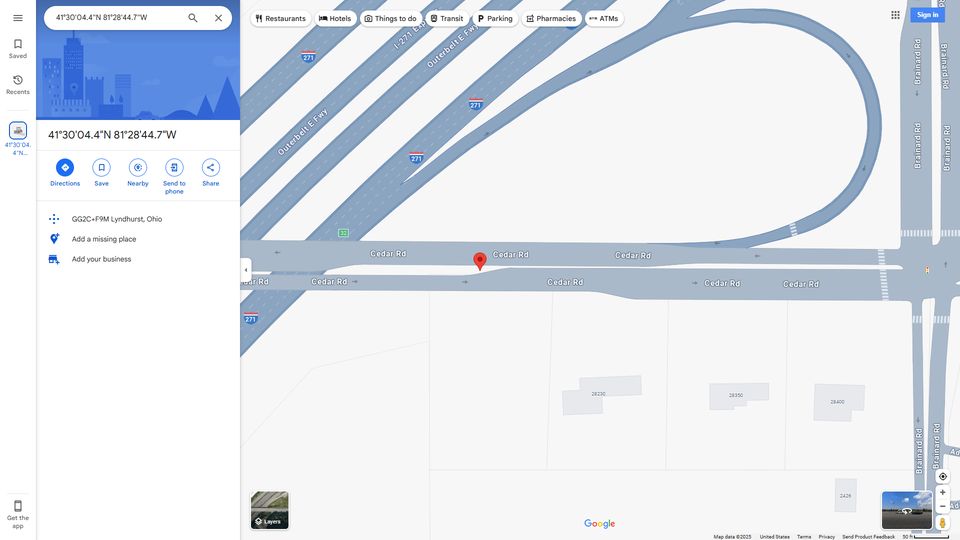 41°30'04.4"N 81°28'44.7"W
Restaurants
Hotels
Things to do
Transit
Parking
Pharmacies
ATMs
Sign in
Saved
Recents
41°30'04.
4"N...
41°30'04.4"N 81°28'44.7"W
Directions
Save
Nearby
Send to
phone
Share
GG2C+F9M Lyndhurst, Ohio
Add a missing place
Add your business
Get the
app
271
I-271 Exp
Outerbelt E Fwy
271
Outerbelt E Fwy
271
Brainard Rd
Brainard Rd
Brainard Rd
Brainard Rd
32
Cedar Rd
Cedar Rd
Cedar Rd
Cedar Rd
Cedar Rd
Cedar Rd
Cedar Rd
271
28230
28350
28400
2426
Brainard Rd
Brainard Rd
Layers
Google
Map data ©2025 United States Terms Privacy Send Product Feedback 50 ft